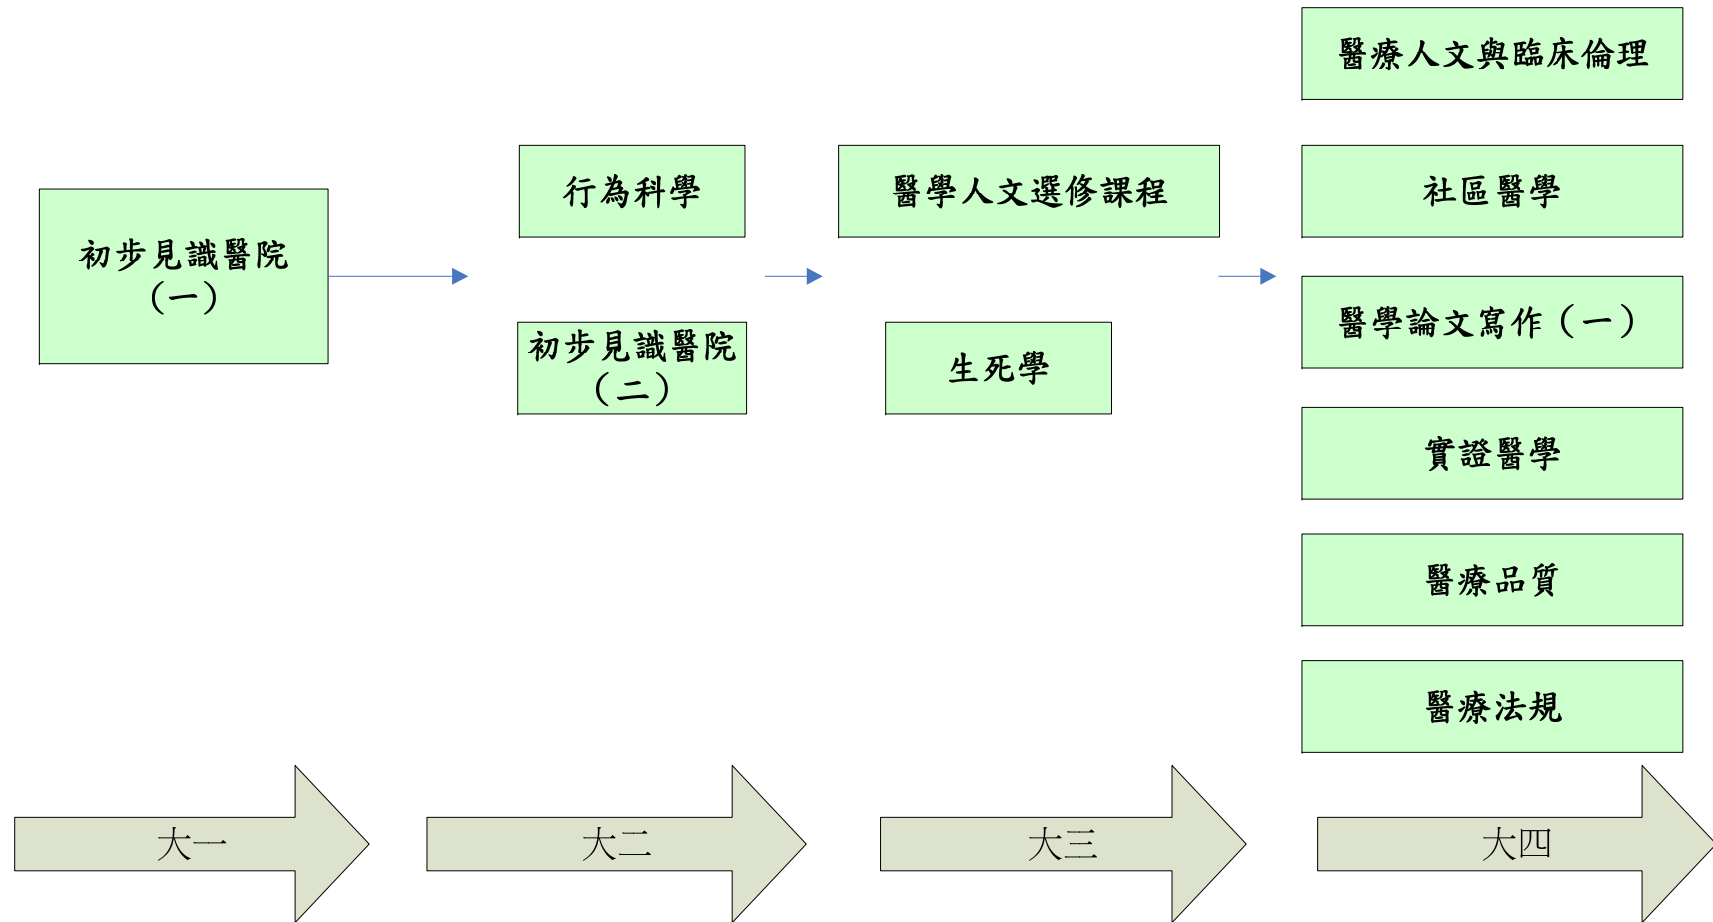 醫療人文與臨床倫理
行為科學
醫學人文選修課程
社區醫學
初步見識醫院
（一）
醫學論文寫作（一）
初步見識醫院
（二）
生死學
實證醫學
醫療品質
醫療法規
大一
大二
大三
大四